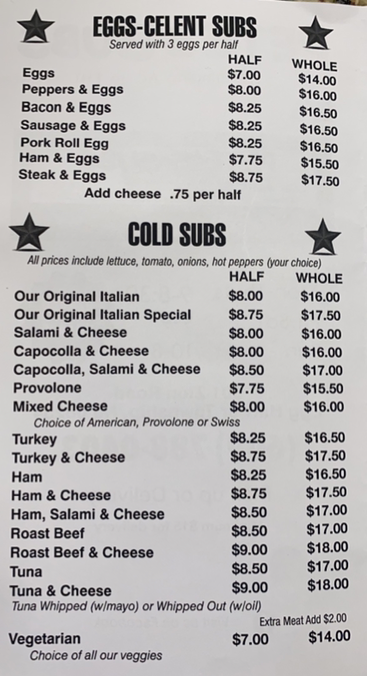 EGGS-CELENT SUBS
Served with 3 eggs per half
HALF WHOLE
Eggs $7.00 $14.00
Peppers & Eggs $8.00 $16.00
Bacon & Eggs $8.25 $16.50
Sausage & Eggs $8.25 $16.50
Pork Roll Egg $8.25 $16.50
Ham & Eggs $7.75 $15.50
Steak & Eggs $8.75 $17.50
Add cheese .75 per half
COLD SUBS
All prices include lettuce, tomato, onions, hot peppers (your choice)
HALF WHOLE
Our Original Italian $8.00 $16.00
Our Original Italian Special $8.75 $17.50
Salami & Cheese $8.00 $16.00
Capocolla & Cheese $8.00 $16.00
Capocolla, Salami & Cheese $8.50 $17.00
Provolone $7.75 $15.50
Mixed Cheese $8.00 $16.00
Choice of American, Provolone or Swiss
Turkey $8.25 $16.50
Turkey & Cheese $8.75 $17.50
Ham $8.25 $16.50
Ham & Cheese $8.75 $17.50
Ham, Salami & Cheese $8.50 $17.00
Roast Beef $8.50 $17.00
Roast Beef & Cheese $9.00 $18.00
Tuna $8.50 $17.00
Tuna & Cheese $9.00 $18.00
Tuna Whipped (w/mayo) or Whipped Out (w/oil)
Extra Meat Add $2.00
Vegetarian $7.00 $14.00
Choice of all our veggies